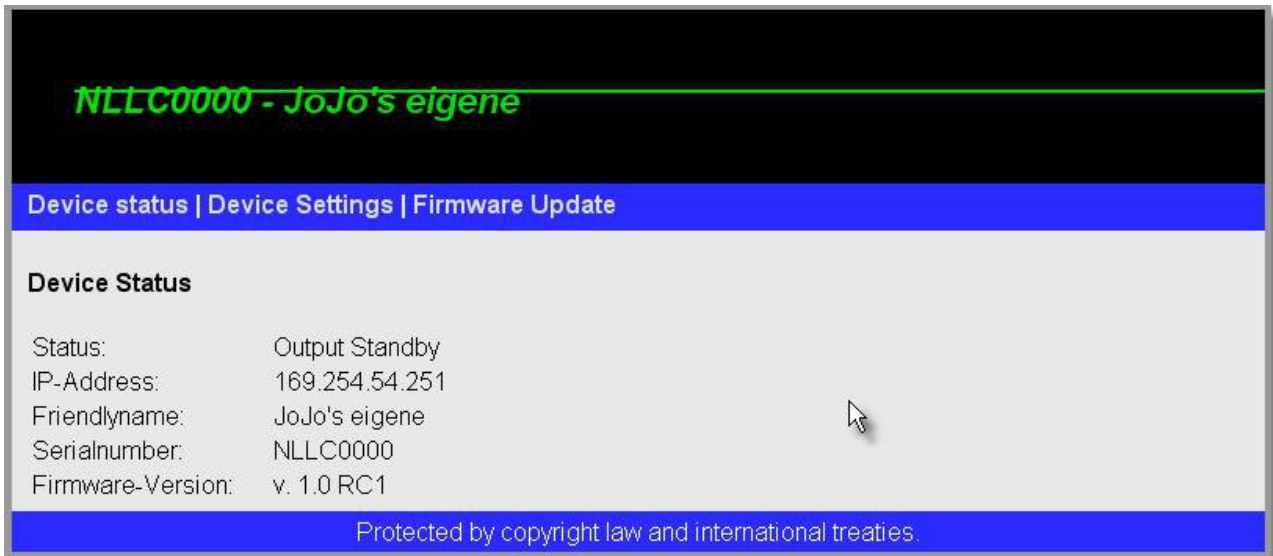 NLLC0000 - JoJo's eigene
Device status | Device Settings | Firmware Update
Device Status
Status: Output Standby
IP-Address: 169.254.54.251
Friendlyname: JoJo's eigene
Serialnumber: NLLC0000
Firmware-Version: v. 1.0 RC1
Protected by copyright law and international treaties.